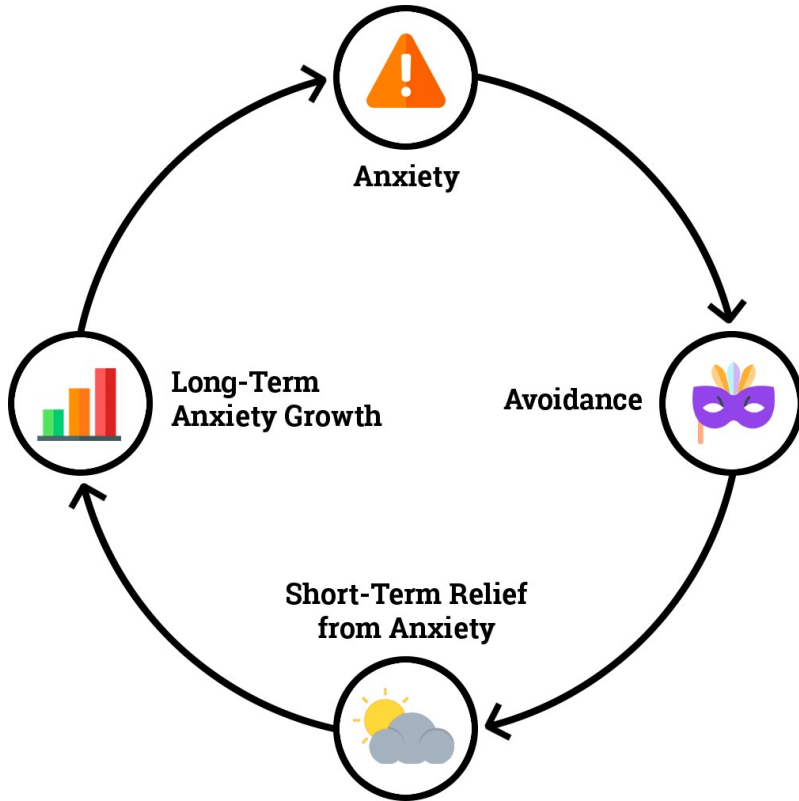 Anxiety
Avoidance
Short-Term Relief
from Anxiety
Long-Term
Anxiety Growth